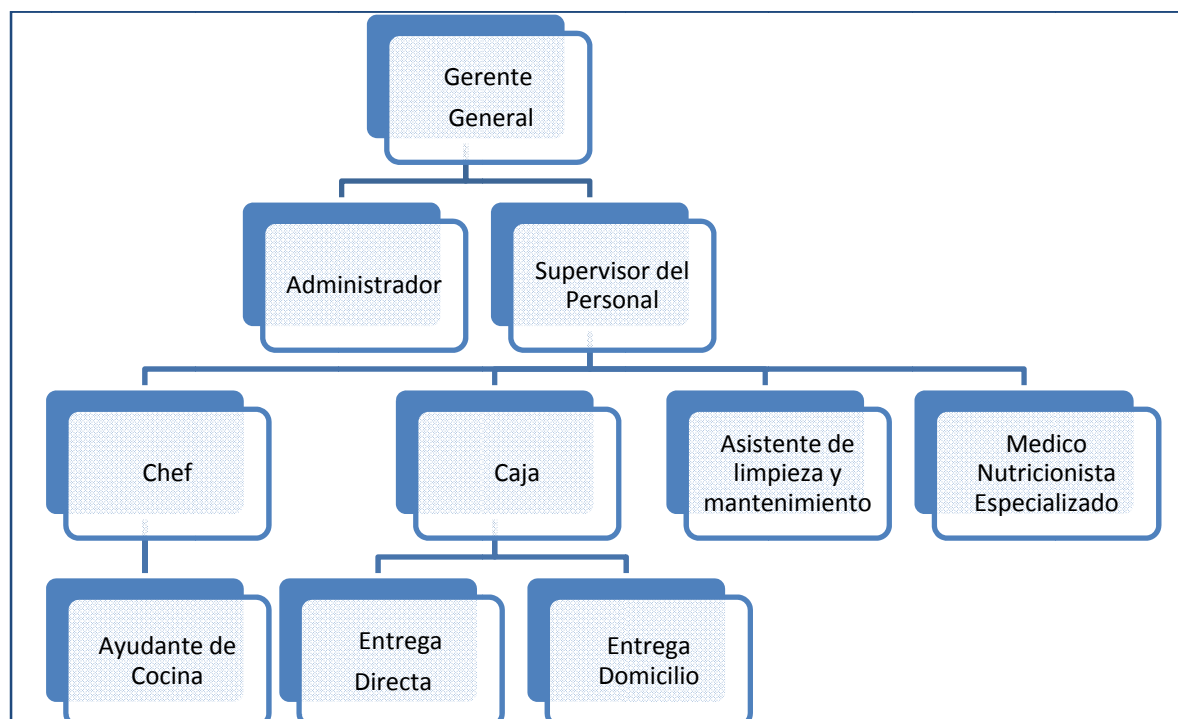 Gerente
General
Administrador
Supervisor del
Personal
Chef
Caja
Asistente de
limpieza y
mantenimiento
Medico
Nutricionista
Especializado
Ayudante de
Cocina
Entrega
Directa
Entrega
Domicilio